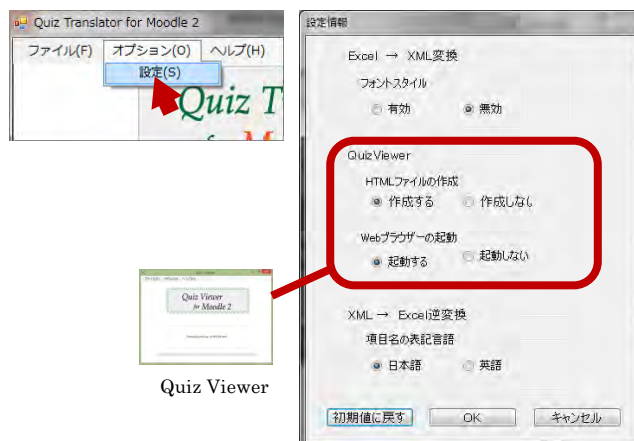 Quiz Translator for Moodle 2
ファイル(F) オプション(O) ヘルプ(H)
設定(S)
Quiz T
設定情報
Excel → XML変換
フォントスタイル
有効 無効
QuizViewer
HTMLファイルの作成
作成する 作成しない
Webブラウザーの起動
起動する 起動しない
XML → Excel逆変換
項目名の表記言語
日本語 英語
初期値に戻す OK キャンセル
Quiz Viewer
for Moodle 2
Quiz Viewer